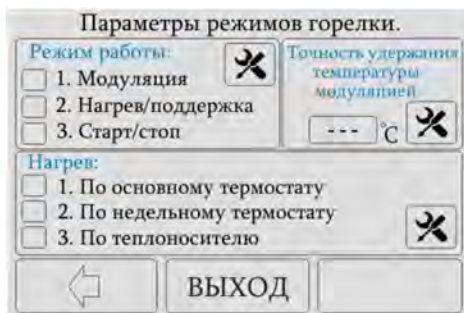 Параметры режимов горелки.
Режим работы:
1. Модуляция
2. Нагрев/поддержка
3. Старт/стоп
Точность удержания
температуры
модуляцией
--- °C
Нагрев:
1. По основному термостату
2. По недельному термостату
3. По теплоносителю
ВЫХОД